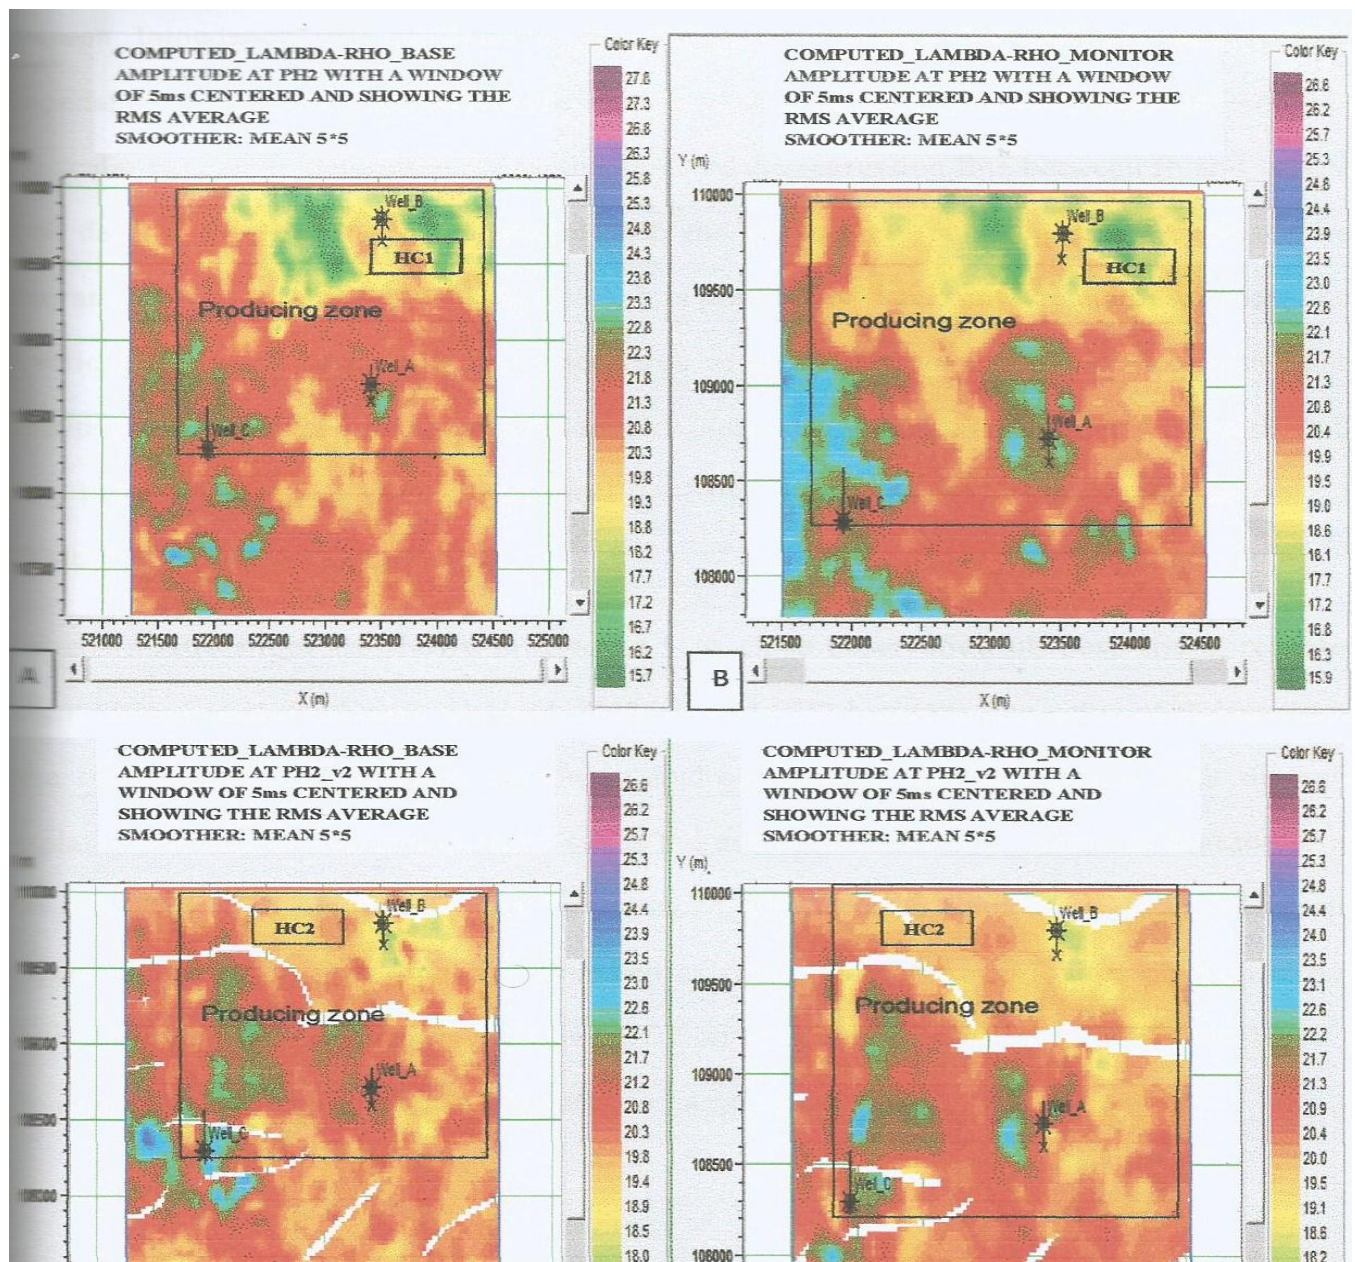 COMPUTED_LAMBDA-RHO_BASE
AMPLITUDE AT PH2 WITH A WINDOW
OF 5ms CENTERED AND SHOWING THE
RMS AVERAGE
SMOOTHER: MEAN 5*5
Color Key
27.8
27.3
26.8
26.3
25.8
25.3
24.8
24.3
23.8
23.3
22.8
22.3
21.8
21.3
20.8
20.3
19.8
19.3
18.8
18.2
17.7
17.2
16.7
16.2
15.7
Well_B
HC1
Producing zone
Well_A
Well_C
521000 521500 522000 522500 523000 523500 524000 524500 525000
X (m)
A
COMPUTED_LAMBDA-RHO_MONITOR
AMPLITUDE AT PH2 WITH A WINDOW
OF 5ms CENTERED AND SHOWING THE
RMS AVERAGE
SMOOTHER: MEAN 5*5
Color Key
26.6
26.2
25.7
25.3
24.8
24.4
23.9
23.5
23.0
22.6
22.1
21.7
21.3
20.8
20.4
19.9
19.5
19.0
18.6
18.1
17.7
17.2
16.8
16.3
15.9
Y (m)
110000
109500
109000
108500
108000
Well_B
HC1
Producing zone
Well_A
Well_C
521500 522000 522500 523000 523500 524000 524500
X (m)
B
COMPUTED_LAMBDA-RHO_BASE
AMPLITUDE AT PH2_v2 WITH A
WINDOW OF 5ms CENTERED AND
SHOWING THE RMS AVERAGE
SMOOTHER: MEAN 5*5
Color Key
26.6
26.2
25.7
25.3
24.8
24.4
23.9
23.5
23.0
22.6
22.1
21.7
21.2
20.8
20.3
19.8
19.4
18.9
18.5
18.0
Well_B
HC2
Producing zone
Well_A
Well_C
COMPUTED_LAMBDA-RHO_MONITOR
AMPLITUDE AT PH2_v2 WITH A
WINDOW OF 5ms CENTERED AND
SHOWING THE RMS AVERAGE
SMOOTHER: MEAN 5*5
Color Key
26.6
26.2
25.7
25.3
24.8
24.4
24.0
23.5
23.1
22.6
22.2
21.7
21.3
20.9
20.4
20.0
19.5
19.1
18.6
18.2
Y (m)
110000
109500
109000
108500
108000
Well_B
HC2
Producing zone
Well_A
Well_C